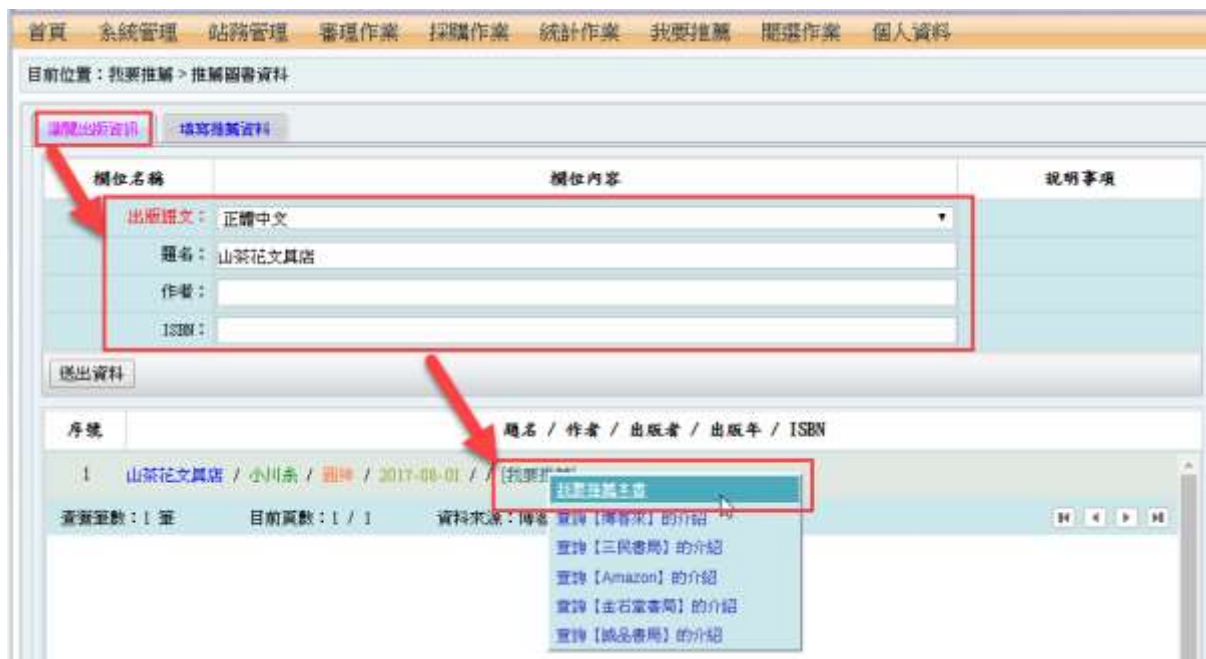 首頁 系統管理 站務管理 審理作業 採購作業 統計作業 我要推薦 閱選作業 個人資料
目前位置：我要推薦 > 推薦圖書資料
瀏覽出版資訊 填寫推薦資料
欄位名稱 欄位內容 說明事項
出版語文： 正體中文
題名： 山茶花文具店
作者：
ISBN：
送出資料
序號 題名 / 作者 / 出版者 / 出版年 / ISBN
1 山茶花文具店 / 小川糸 / 圓神 / 2017-08-01 / / [我要推薦]
我要推薦本書
查獲筆數：1 筆 目前頁數：1 / 1 資料來源：博客
查詢【博客來】的介紹
查詢【三民書局】的介紹
查詢【Amazon】的介紹
查詢【金石堂書局】的介紹
查詢【誠品書局】的介紹